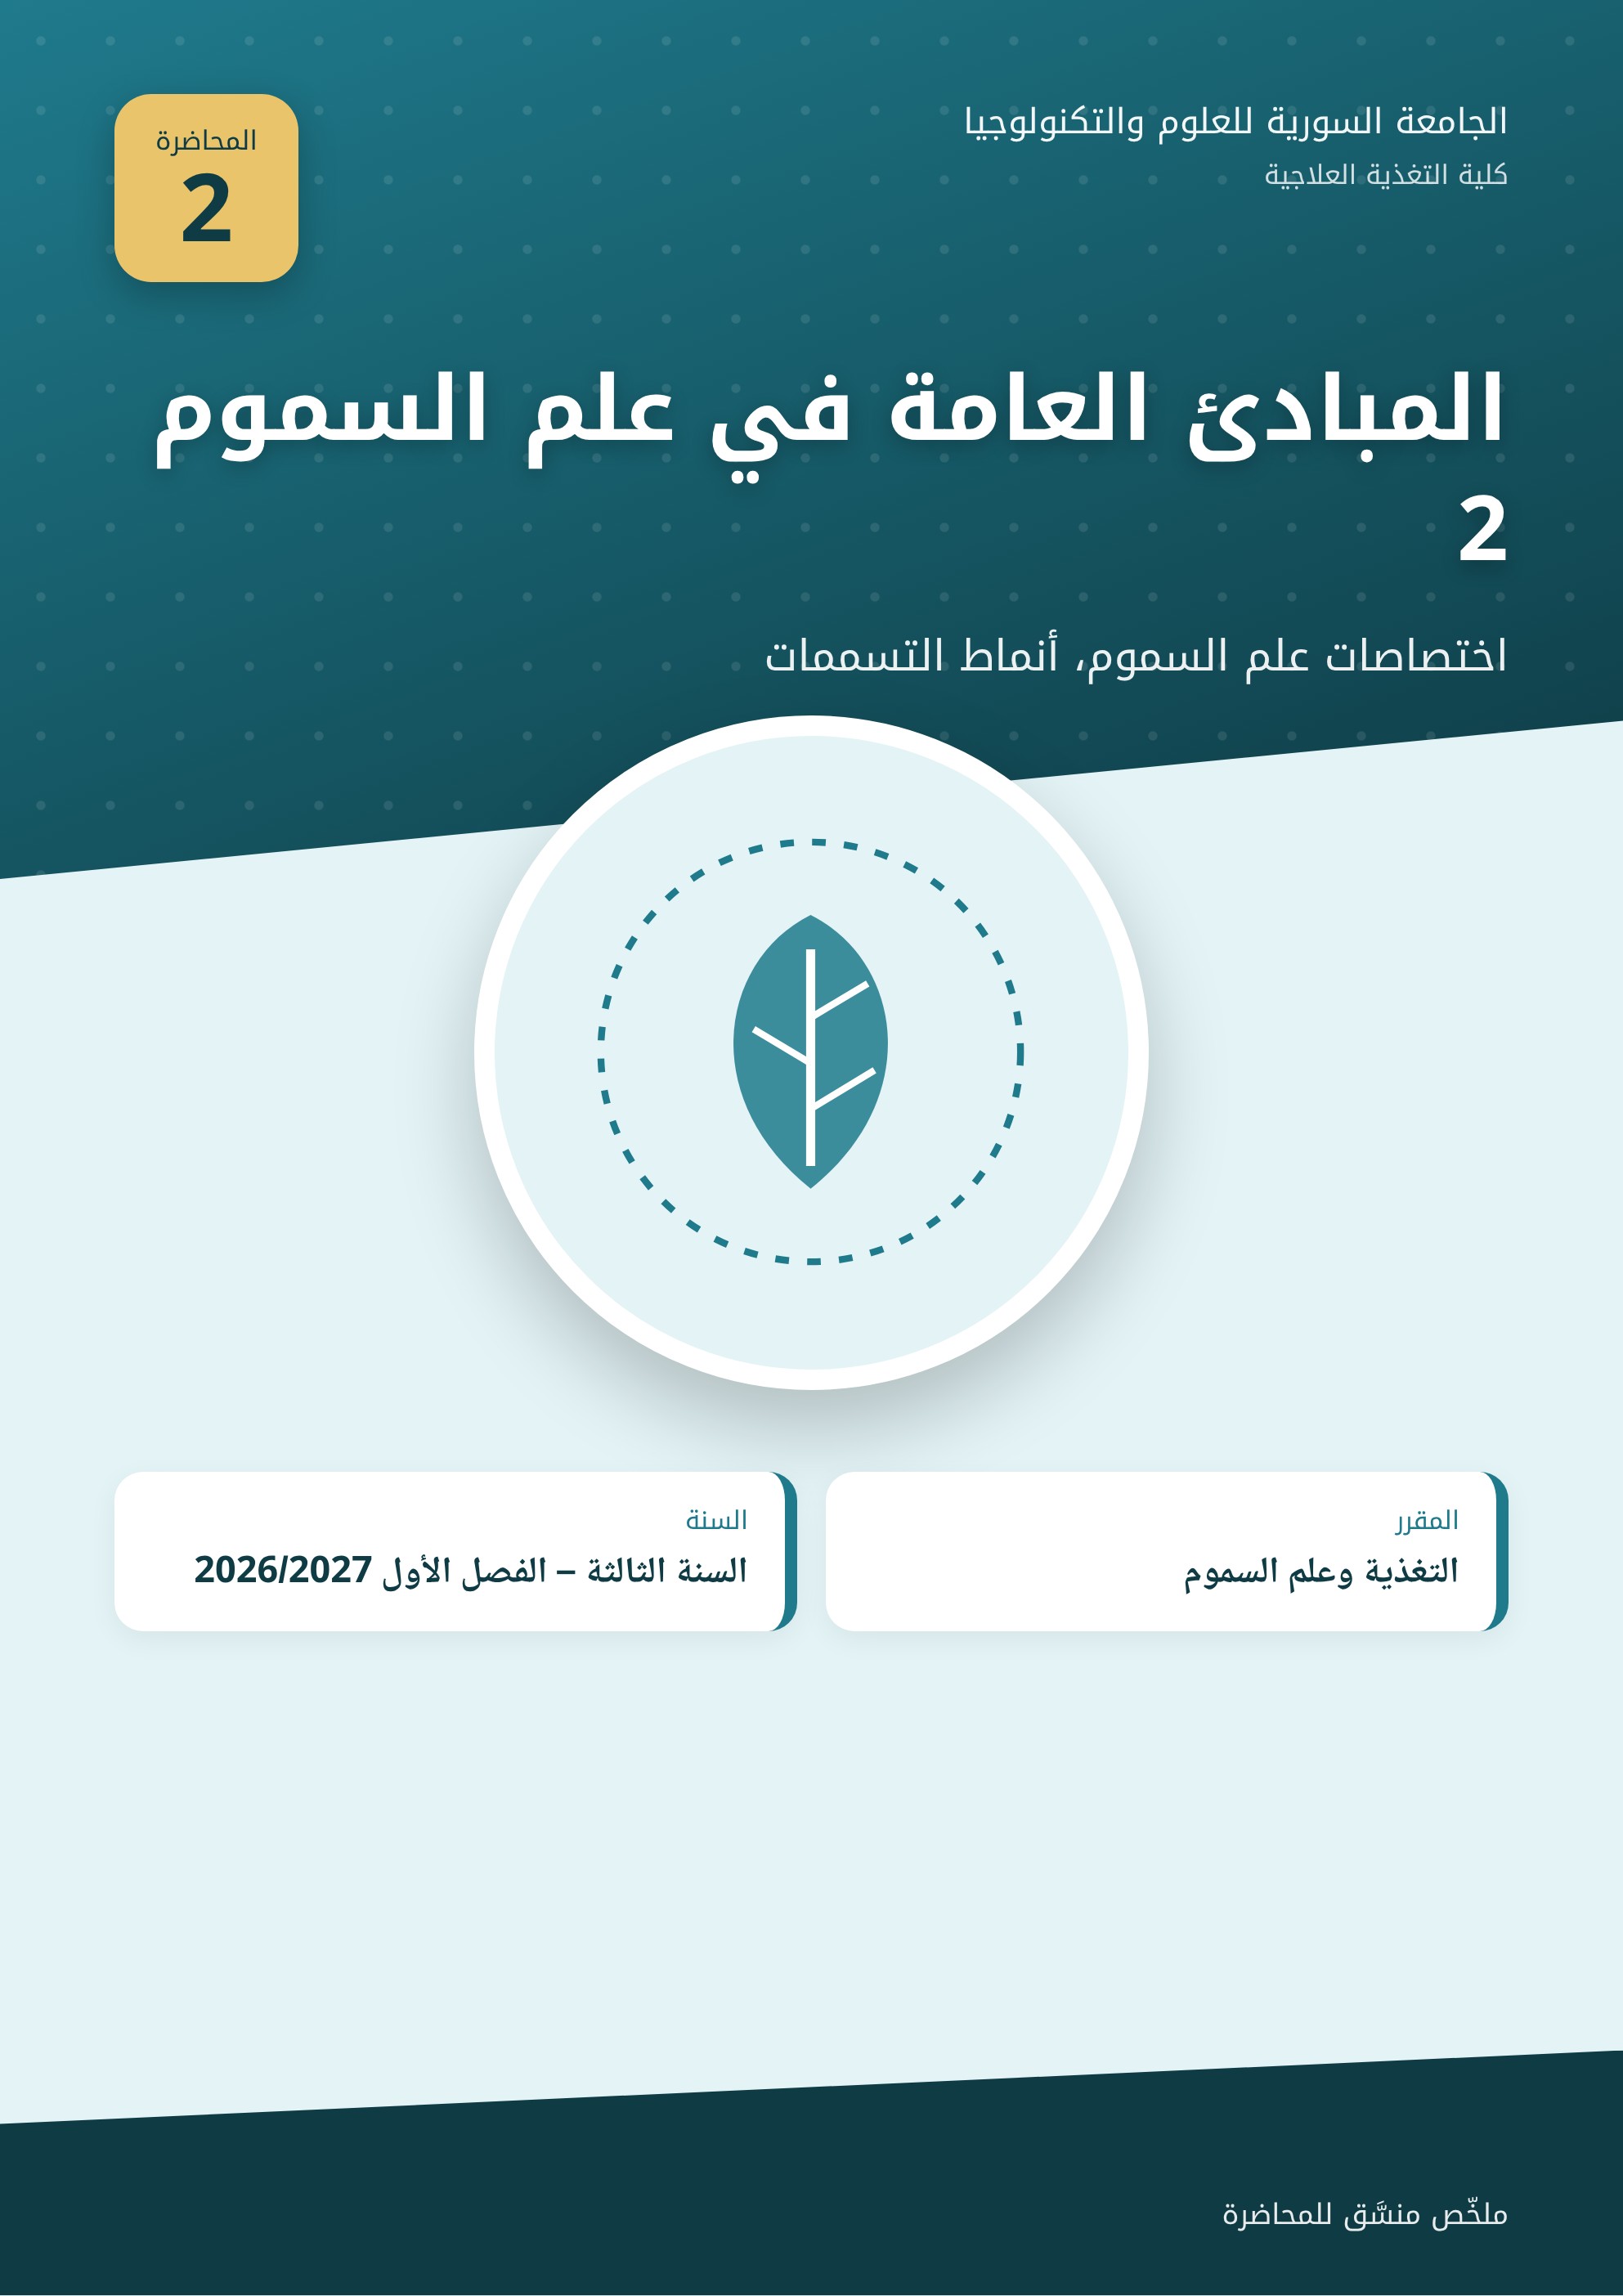 الجامعة السورية للعلوم والتكنولوجيا
كلية التغذية العلاجية
المحاضرة
2
المبادئ العامة في علم السموم
2
اختصاصات علم السموم، أنماط التسممات
المقرر
التغذية وعلم السموم
السنة
السنة الثالثة – الفصل الأول 2026/2027
ملخّص منسَّق للمحاضرة